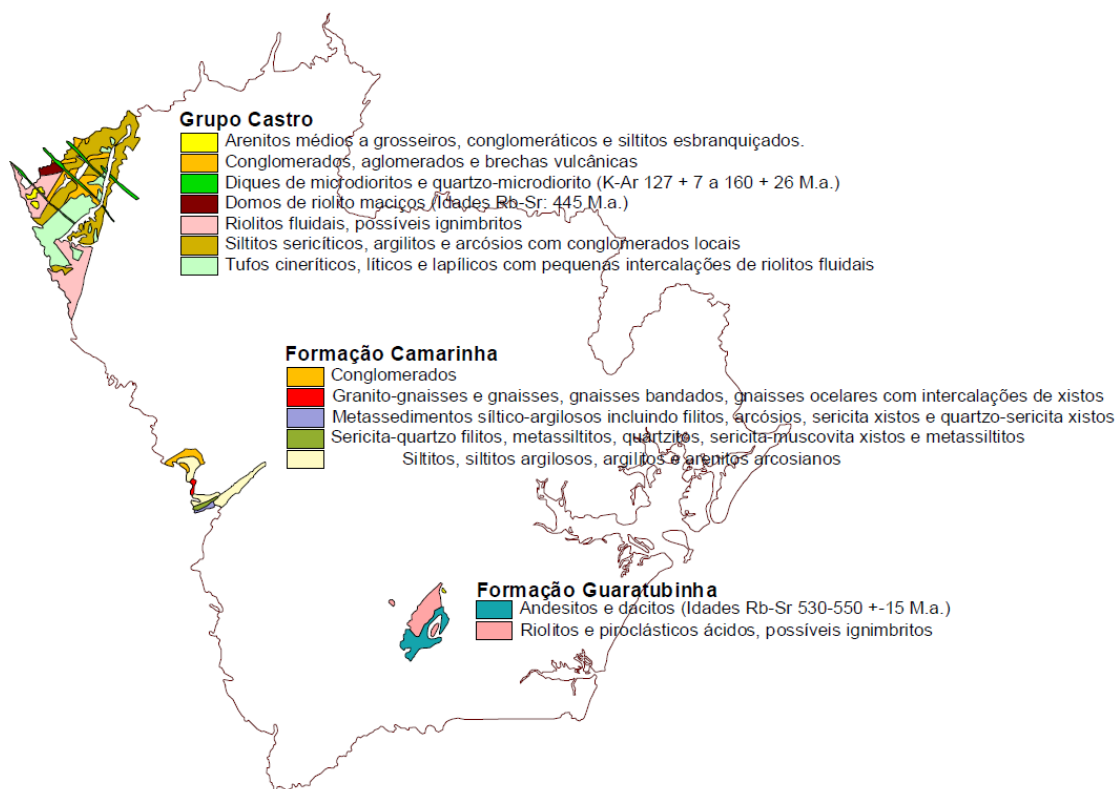 Grupo Castro
Arenitos médios a grosseiros, conglomeráticos e siltitos esbranquiçados.
Conglomerados, aglomerados e brechas vulcânicas
Diques de microdioritos e quartzo-microdiorito (K-Ar 127 + 7 a 160 + 26 M.a.)
Domos de riolito maciços (Idades Rb-Sr: 445 M.a.)
Riolitos fluidais, possíveis ignimbritos
Siltitos sericíticos, argilitos e arcósios com conglomerados locais
Tufos cineríticos, líticos e lapílicos com pequenas intercalações de riolitos fluidais
Formação Camarinha
Conglomerados
Granito-gnaisses e gnaisses, gnaisses bandados, gnaisses ocelares com intercalações de xistos
Metassedimentos síltico-argilosos incluindo filitos, arcósios, sericita xistos e quartzo-sericita xistos
Sericita-quartzo filitos, metassiltitos, quartzitos, sericita-muscovita xistos e metassiltitos
Siltitos, siltitos argilosos, argilitos e arenitos arcosianos
Formação Guaratubinha
Andesitos e dacitos (Idades Rb-Sr 530-550 +-15 M.a.)
Riolitos e piroclásticos ácidos, possíveis ignimbritos